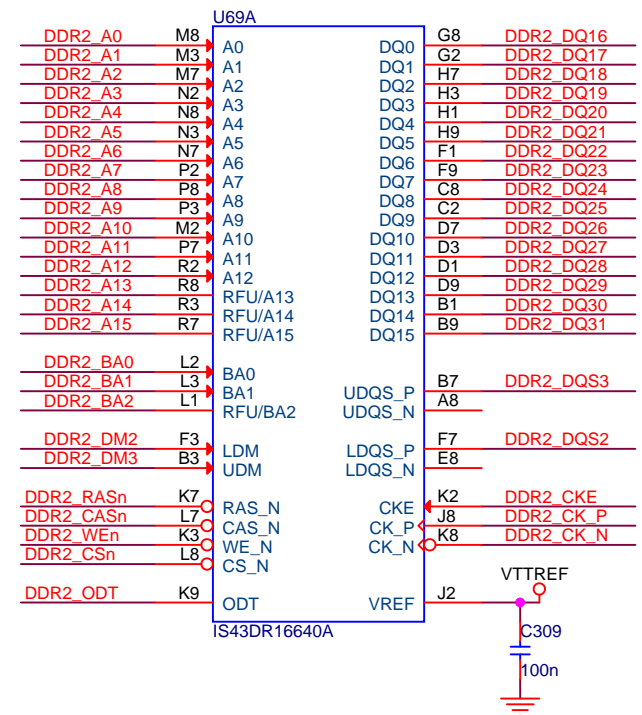 U69A
DDR2_A0 M8 A0 DQ0 G8 DDR2_DQ16
DDR2_A1 M3 A1 DQ1 G2 DDR2_DQ17
DDR2_A2 M7 A2 DQ2 H7 DDR2_DQ18
DDR2_A3 N2 A3 DQ3 H3 DDR2_DQ19
DDR2_A4 N8 A4 DQ4 H1 DDR2_DQ20
DDR2_A5 N3 A5 DQ5 H9 DDR2_DQ21
DDR2_A6 N7 A6 DQ6 F1 DDR2_DQ22
DDR2_A7 P2 A7 DQ7 F9 DDR2_DQ23
DDR2_A8 P8 A8 DQ8 C8 DDR2_DQ24
DDR2_A9 P3 A9 DQ9 C2 DDR2_DQ25
DDR2_A10 M2 A10 DQ10 D7 DDR2_DQ26
DDR2_A11 P7 A11 DQ11 D3 DDR2_DQ27
DDR2_A12 R2 A12 DQ12 D1 DDR2_DQ28
DDR2_A13 R8 RFU/A13 DQ13 D9 DDR2_DQ29
DDR2_A14 R3 RFU/A14 DQ14 B1 DDR2_DQ30
DDR2_A15 R7 RFU/A15 DQ15 B9 DDR2_DQ31
DDR2_BA0 L2 BA0
DDR2_BA1 L3 BA1 UDQS_P B7 DDR2_DQS3
DDR2_BA2 L1 RFU/BA2 UDQS_N A8
DDR2_DM2 F3 LDM LDQS_P F7 DDR2_DQS2
DDR2_DM3 B3 UDM LDQS_N E8
DDR2_RASn K7 RAS_N CKE K2 DDR2_CKE
DDR2_CASn L7 CAS_N CK_P J8 DDR2_CK_P
DDR2_WEn K3 WE_N CK_N K8 DDR2_CK_N
DDR2_CSn L8 CS_N
VTTREF
DDR2_ODT K9 ODT VREF J2
IS43DR16640A
C309
100n